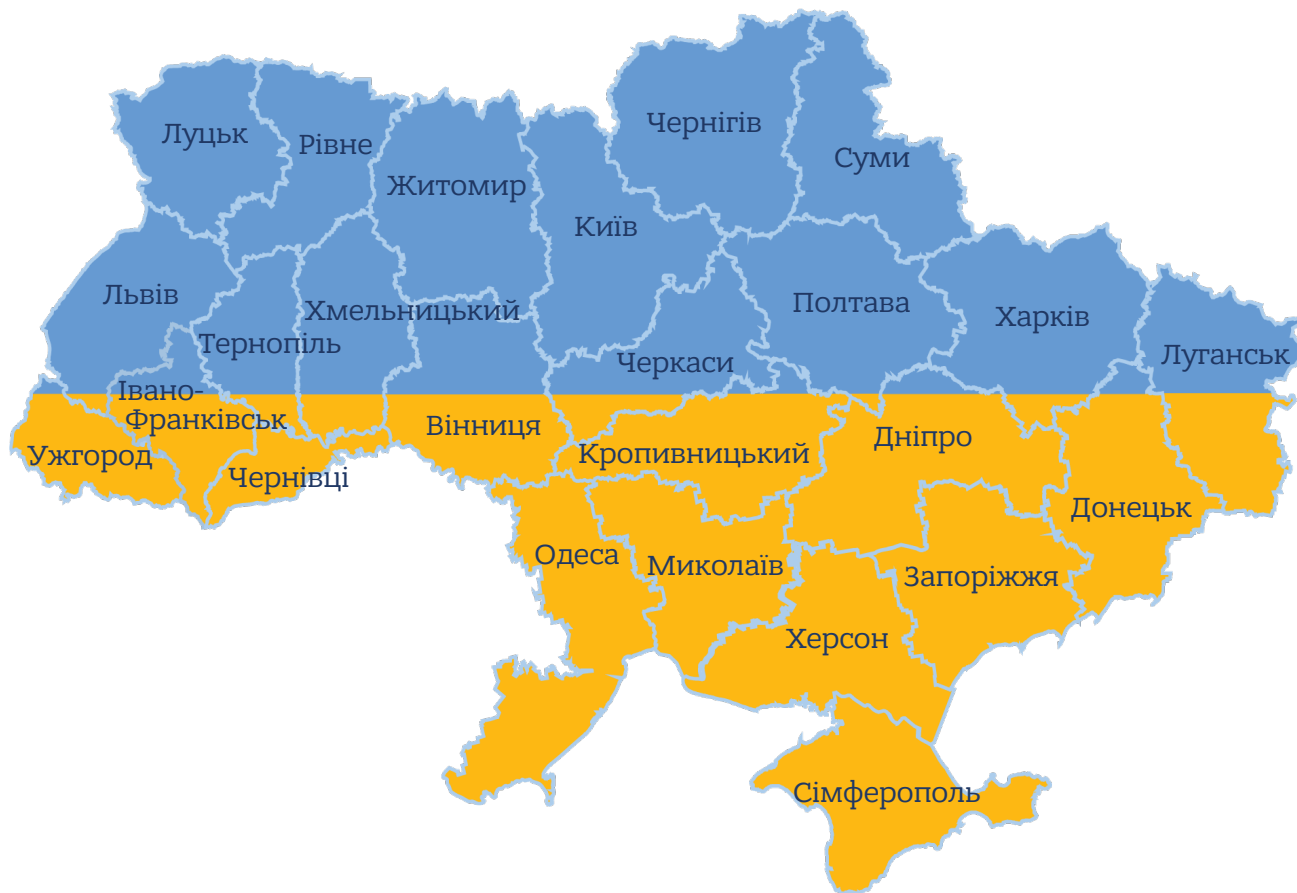 Чернігів
Луцьк
Рівне
Суми
Житомир
Київ
Львів
Хмельницький
Полтава
Харків
Тернопіль
Черкаси
Луганськ
Івано-
Франківськ
Вінниця
Дніпро
Ужгород
Кропивницький
Чернівці
Донецьк
Одеса
Миколаїв
Запоріжжя
Херсон
Сімферополь